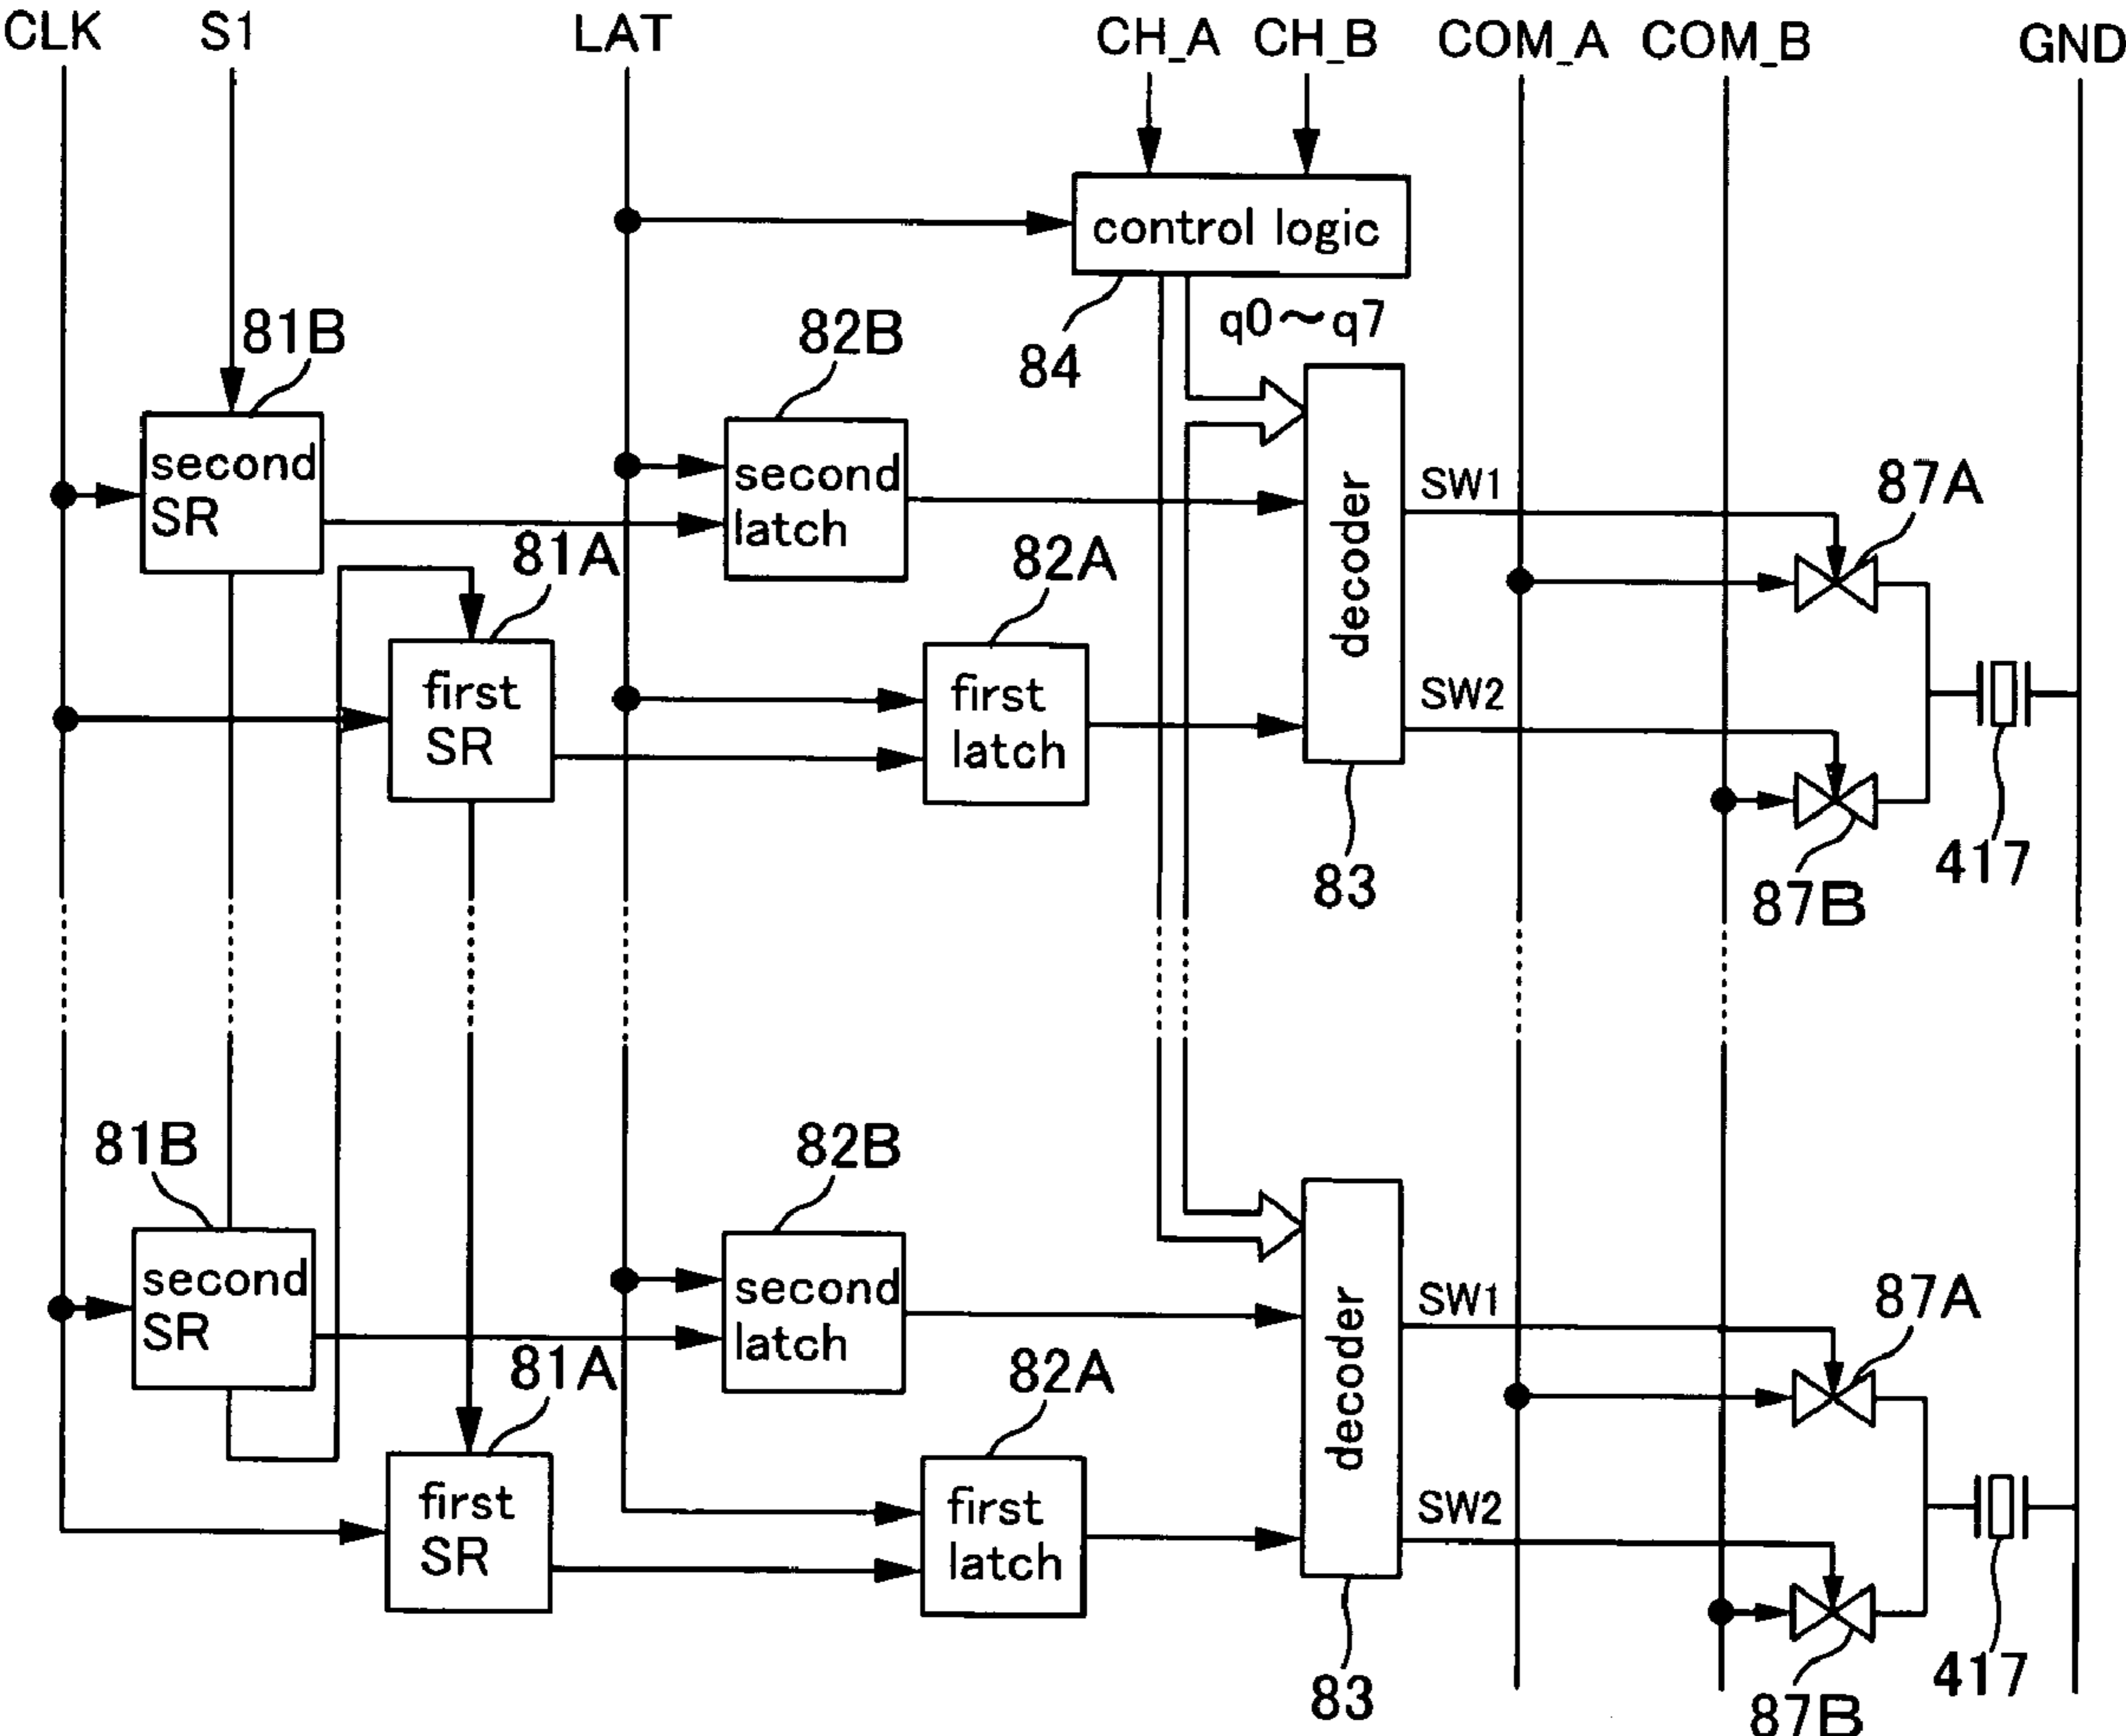 CLK S1 LAT CH_A CH_B COM_A COM_B GND
control logic
84
q0～q7
81B
82B
second
SR
second
latch
81A
82A
first
SR
first
latch
decoder
83
SW1
SW2
87A
87B
417
81B
82B
second
SR
second
latch
81A
82A
first
SR
first
latch
decoder
83
SW1
SW2
87A
87B
417